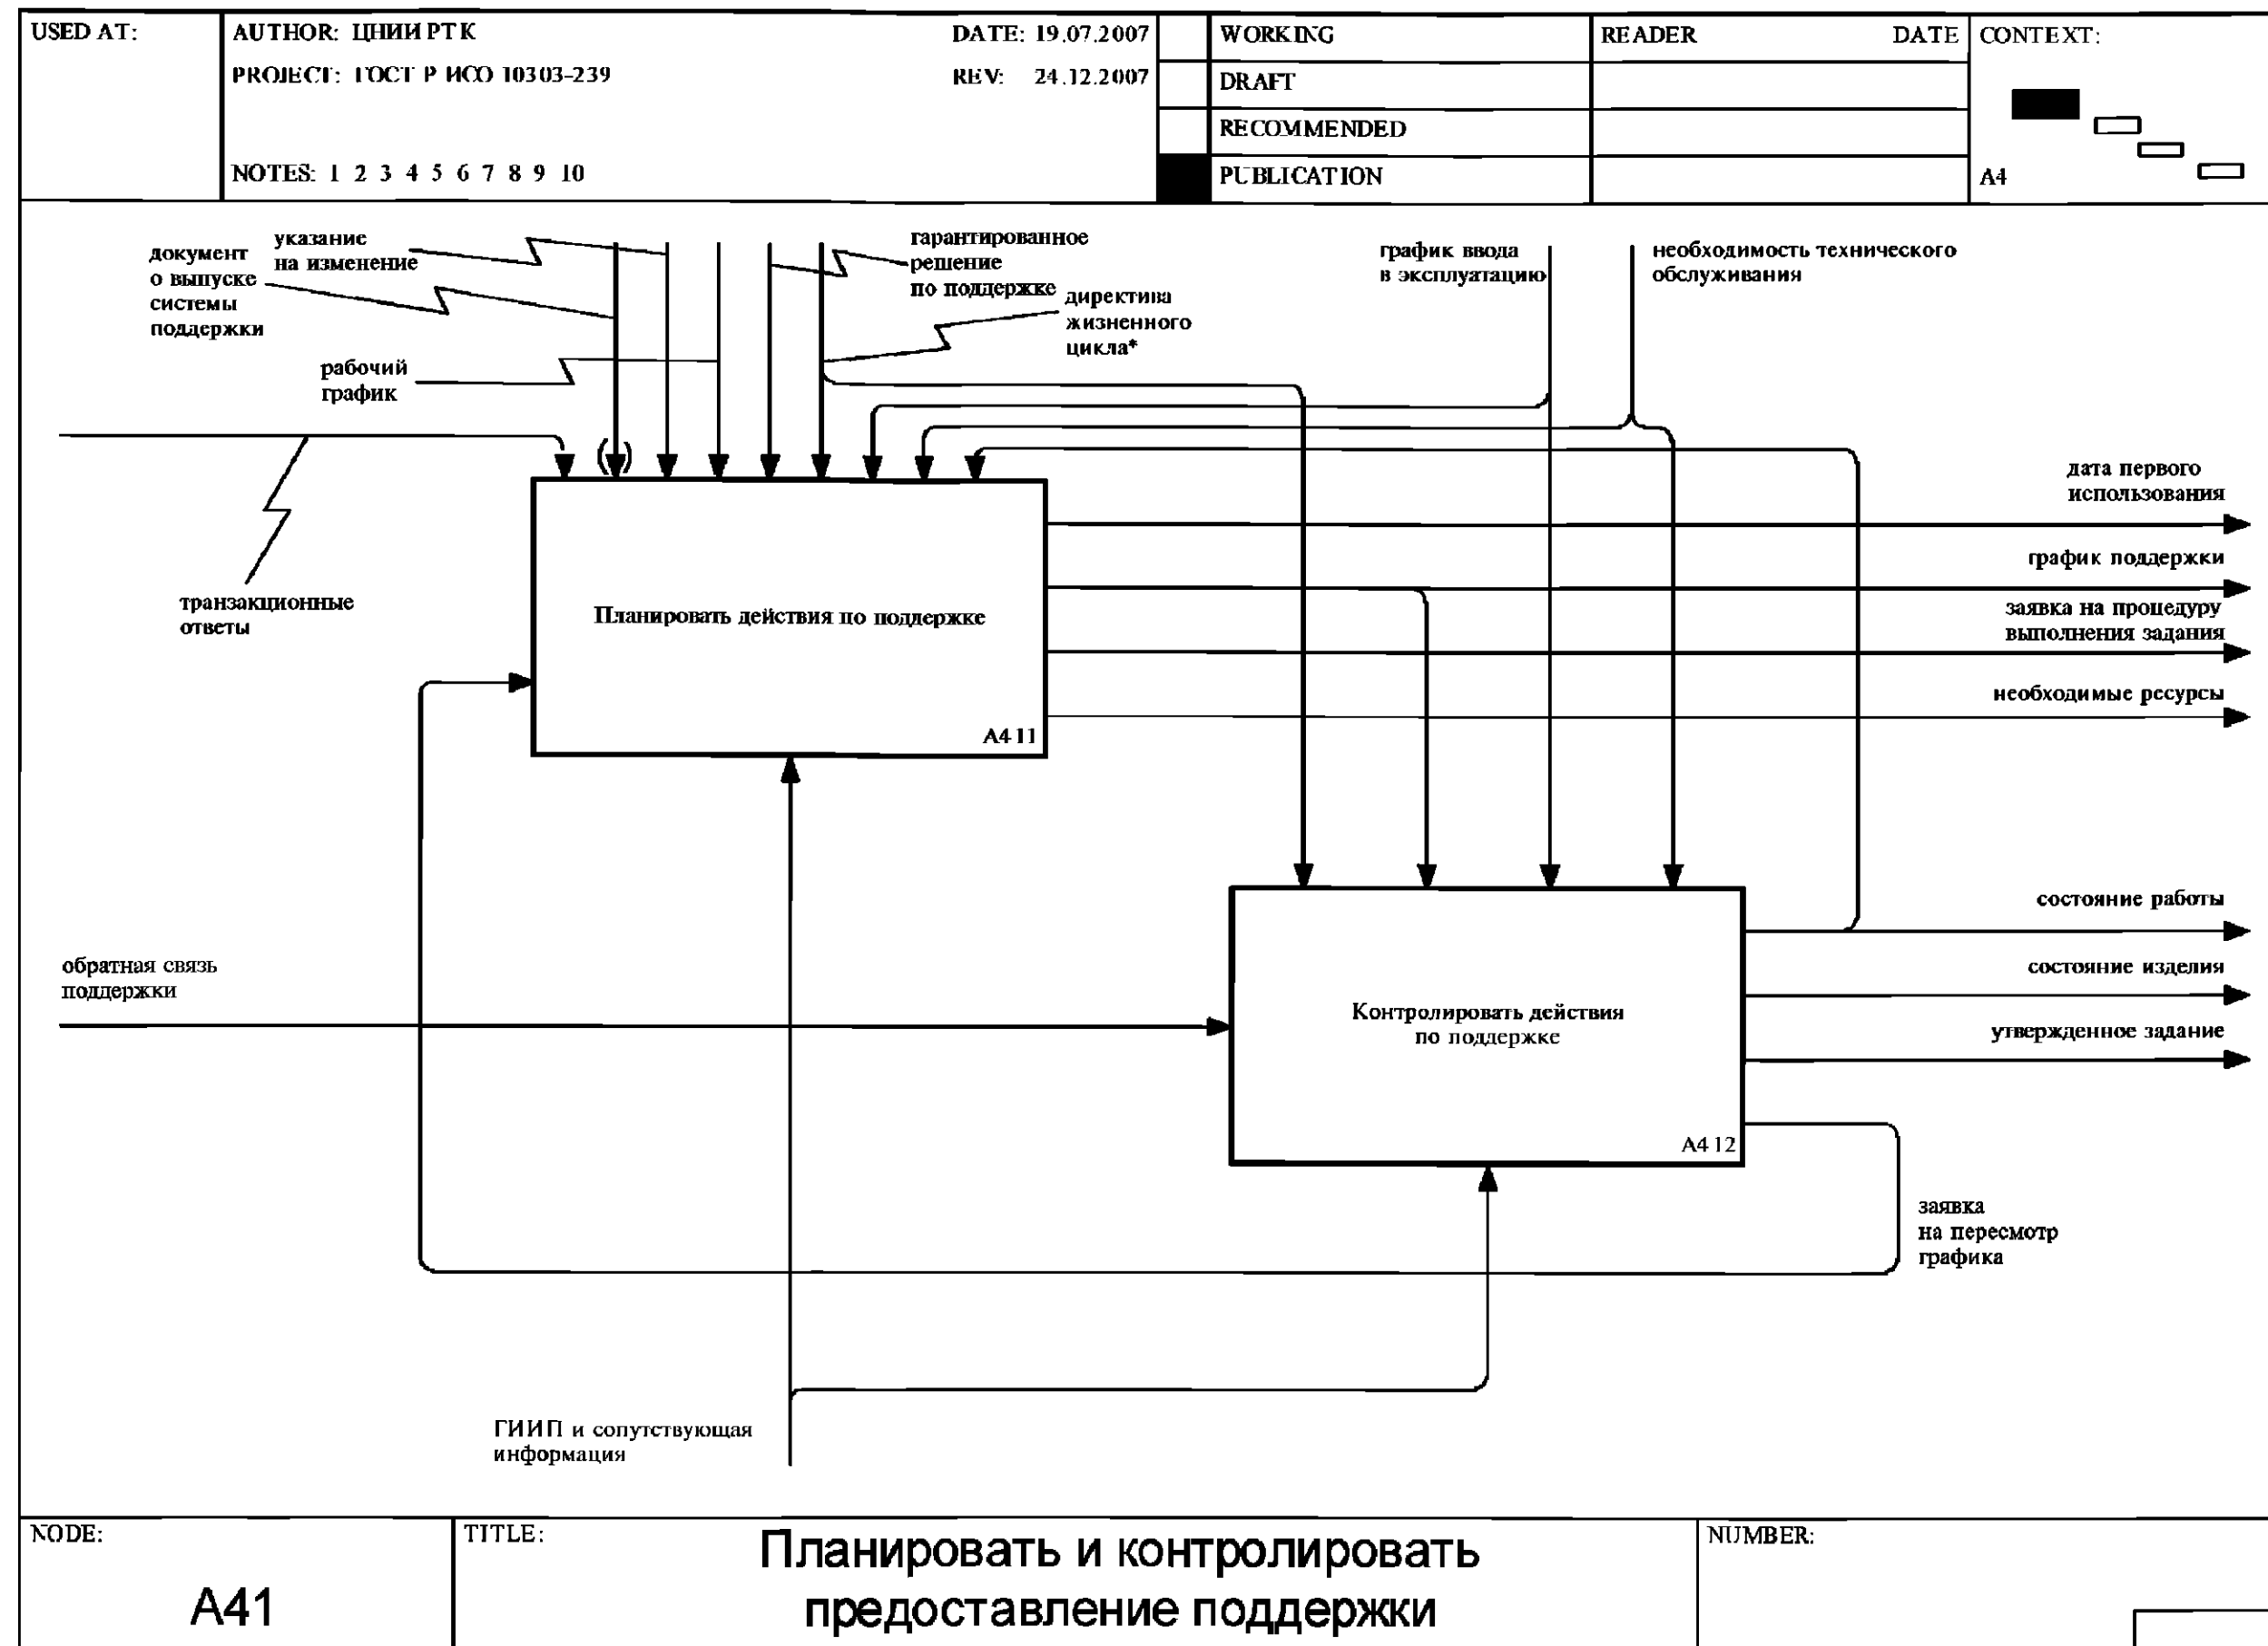 USED AT:
AUTHOR: ЦНИИ РТК
DATE: 19.07.2007
PROJECT: ГОСТ Р ИСО 10303-239
REV: 24.12.2007
NOTES: 1 2 3 4 5 6 7 8 9 10
WORKING
DRAFT
RECOMMENDED
PUBLICATION
READER DATE
CONTEXT:
A4
документ
о выпуске
системы
поддержки
указание
на изменение
рабочий
график
гарантированное
решение
по поддержке
директива
жизненного
цикла*
график ввода
в эксплуатацию
необходимость технического
обслуживания
транзакционные
ответы
Планировать действия по поддержке
A411
дата первого
использования
график поддержки
заявка на процедуру
выполнения задания
необходимые ресурсы
обратная связь
поддержки
Контролировать действия
по поддержке
A412
состояние работы
состояние изделия
утвержденное задание
заявка
на пересмотр
графика
ГИИП и сопутствующая
информация
NODE:
A41
TITLE:
Планировать и контролировать
предоставление поддержки
NUMBER: